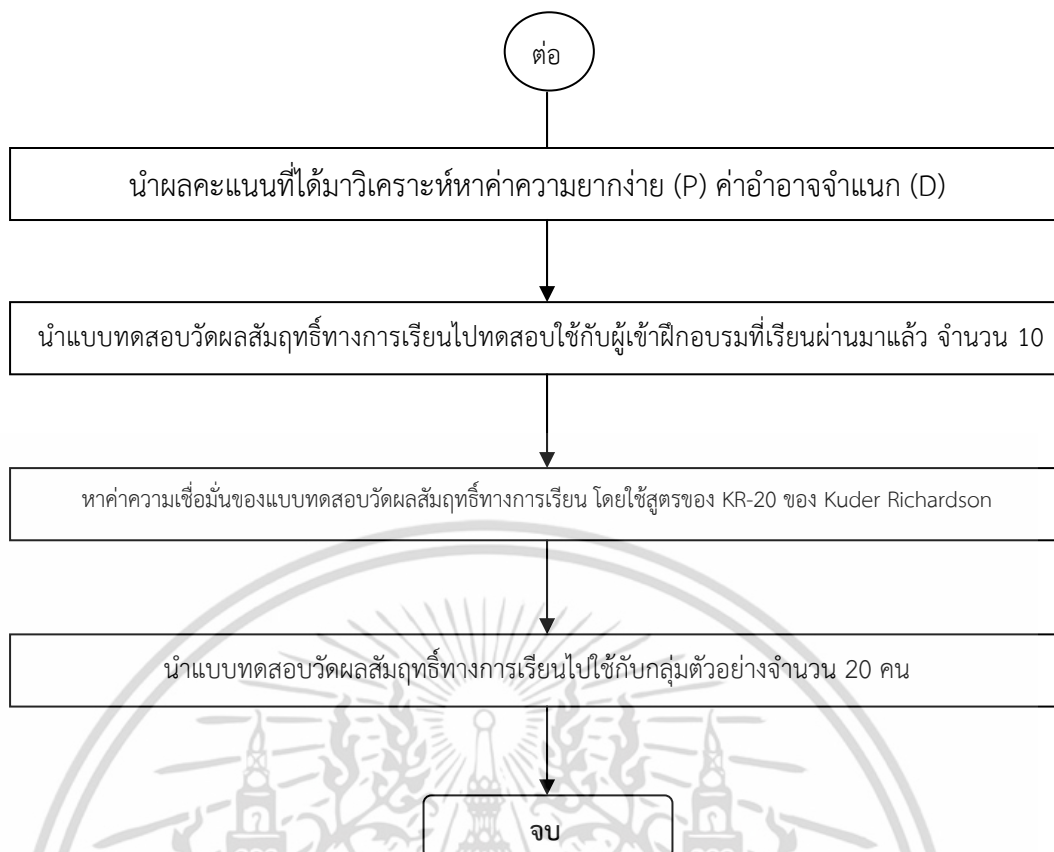 ต่อ
นำผลคะแนนที่ได้มาวิเคราะห์หาค่าความยากง่าย (P) ค่าอำอาจจำแนก (D)
นำแบบทดสอบวัดผลสัมฤทธิ์ทางการเรียนไปทดสอบใช้กับผู้เข้าฝึกอบรมที่เรียนผ่านมาแล้ว จำนวน 10
หาค่าความเชื่อมั่นของแบบทดสอบวัดผลสัมฤทธิ์ทางการเรียน โดยใช้สูตรของ KR-20 ของ Kuder Richardson
นำแบบทดสอบวัดผลสัมฤทธิ์ทางการเรียนไปใช้กับกลุ่มตัวอย่างจำนวน 20 คน
จบ